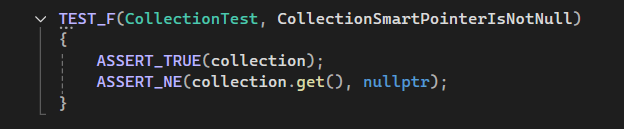 TEST_F(CollectionTest, CollectionSmartPointerIsNotNull)
{
    ASSERT_TRUE(collection);
    ASSERT_NE(collection.get(), nullptr);
}